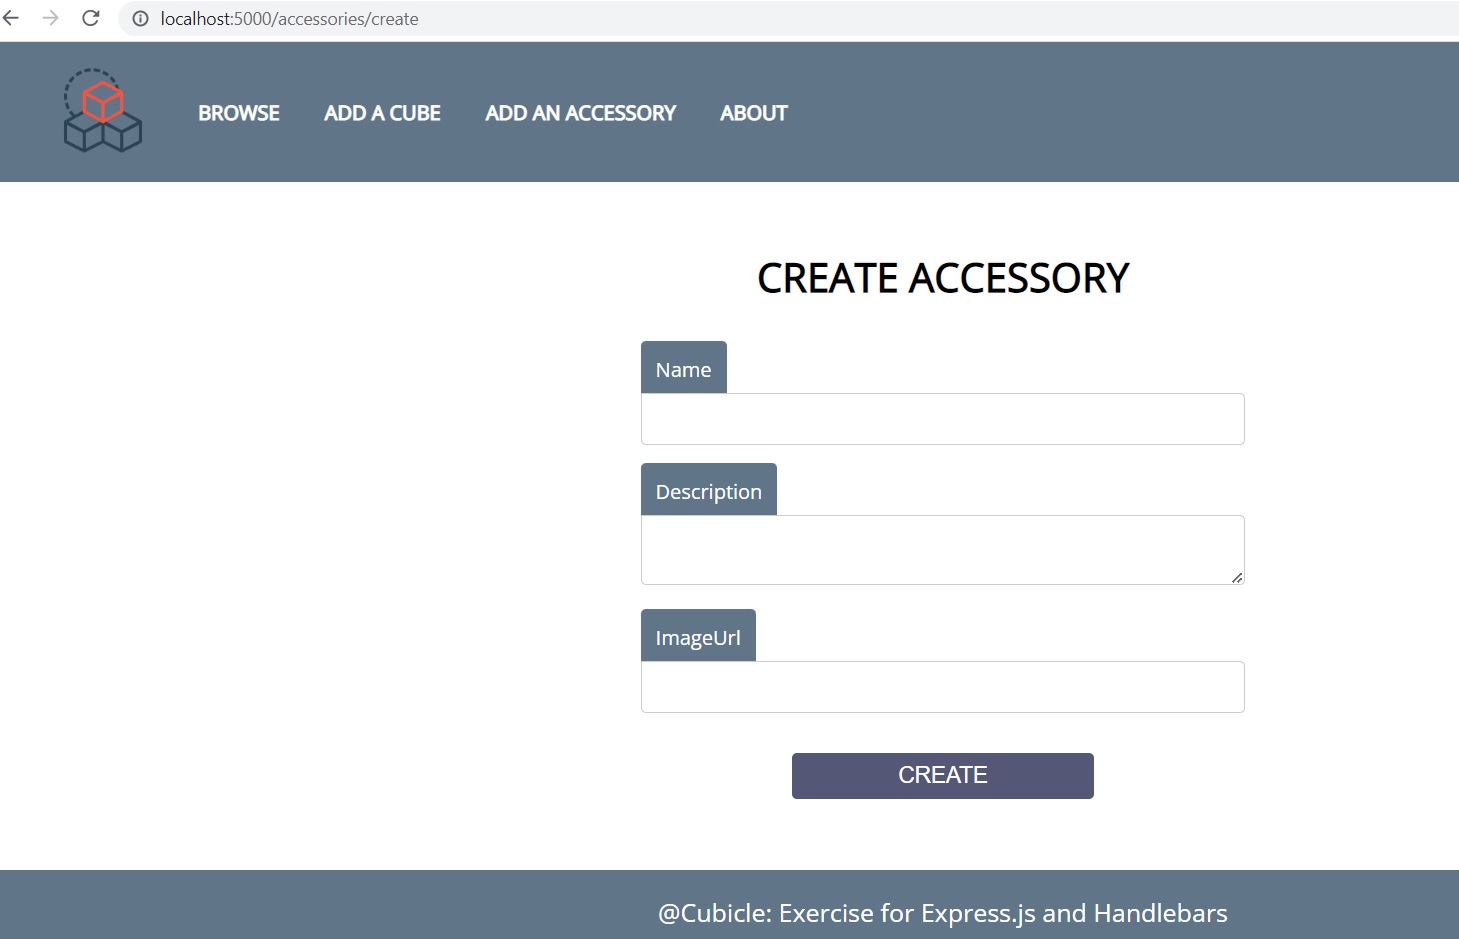 localhost:5000/accessories/create
BROWSE ADD A CUBE ADD AN ACCESSORY ABOUT
CREATE ACCESSORY
Name
Description
ImageUrl
CREATE
@Cubicle: Exercise for Express.js and Handlebars